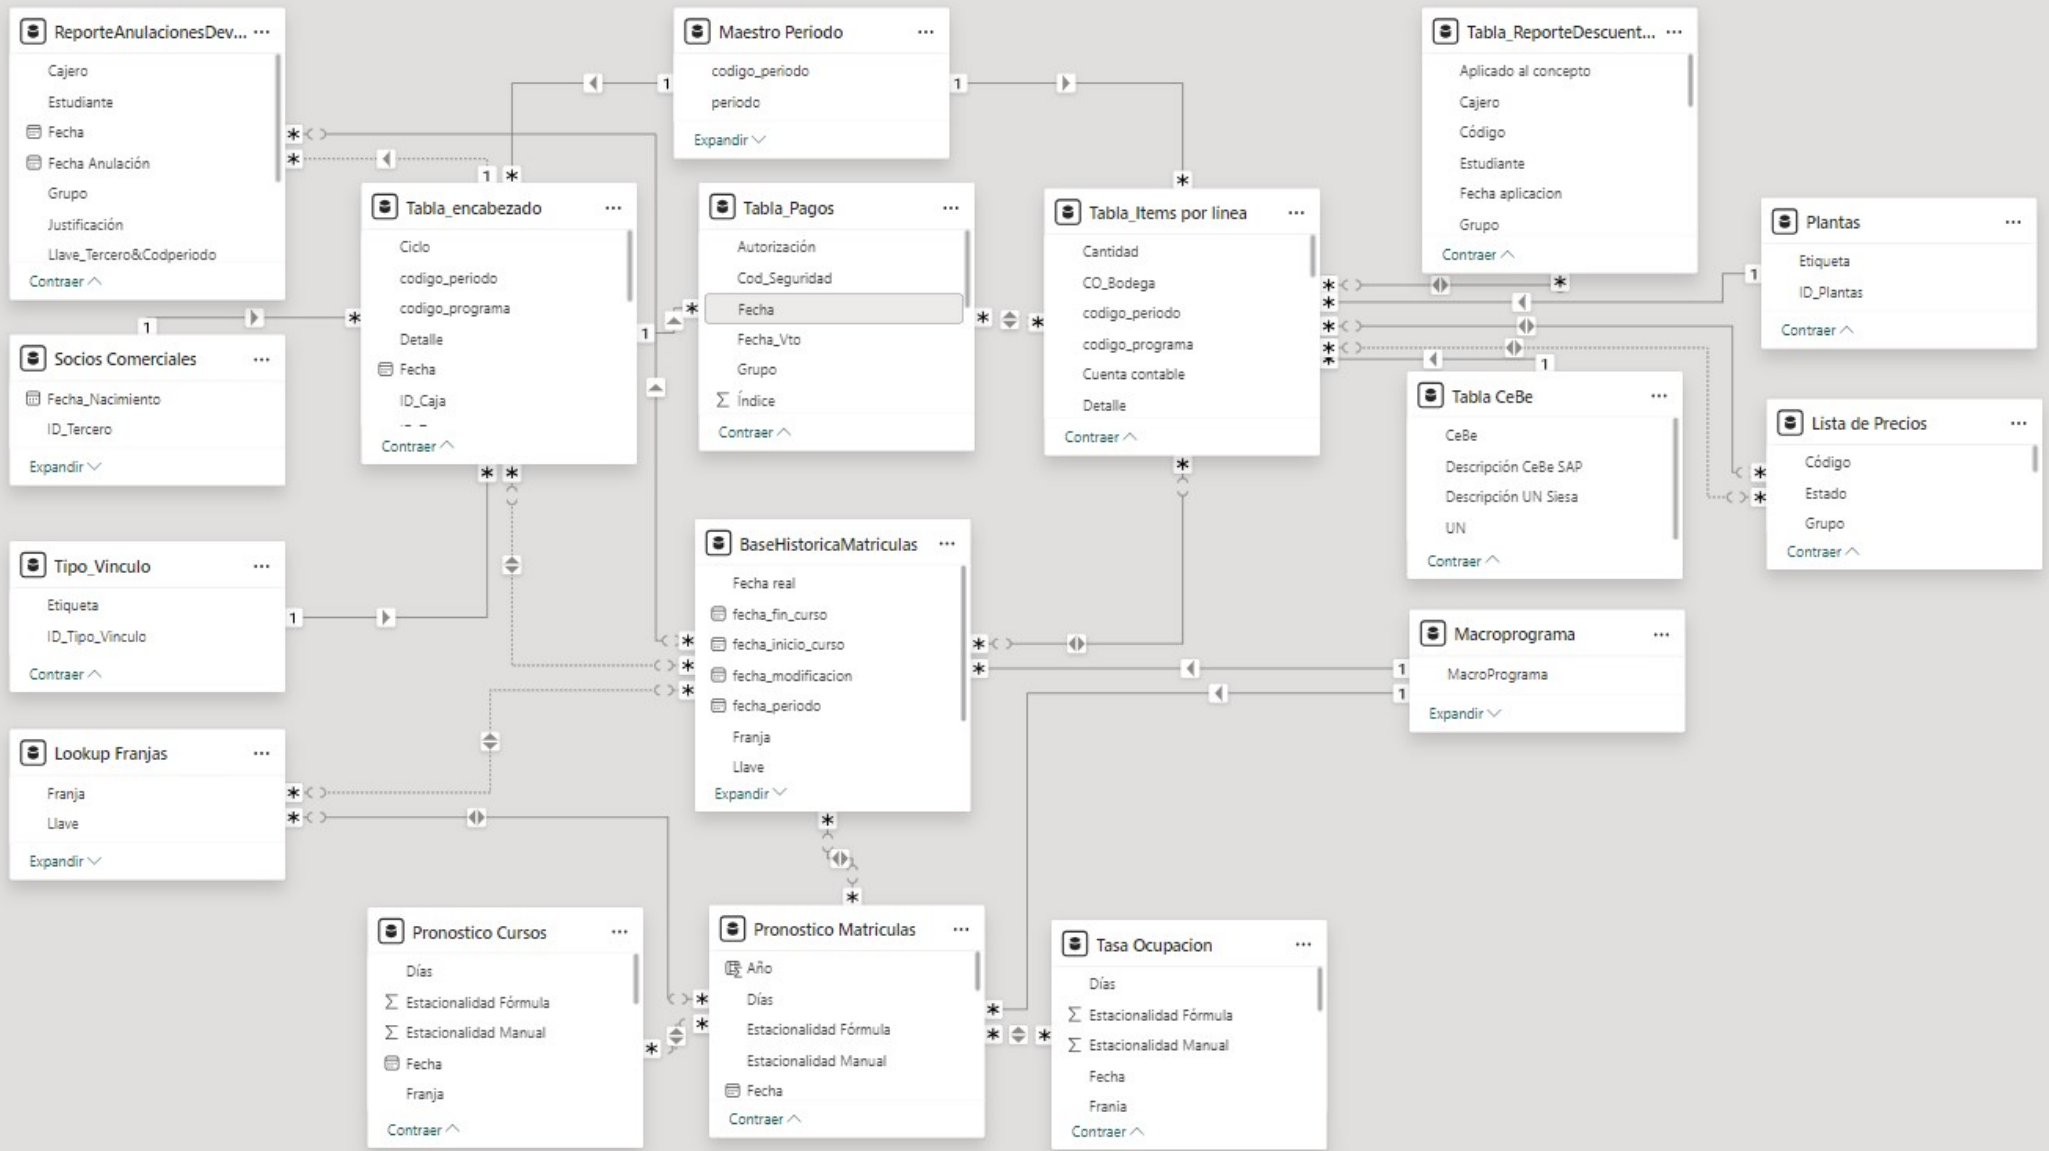 ReporteAnulacionesDev...
Cajero
Estudiante
Fecha
Fecha Anulación
Grupo
Justificación
Llave_Tercero&Codperiodo
Contraer
Maestro Periodo
codigo_periodo
periodo
Expandir
Tabla_ReporteDescuent...
Aplicado al concepto
Cajero
Código
Estudiante
Fecha aplicacion
Grupo
Contraer
Tabla_encabezado
Ciclo
codigo_periodo
codigo_programa
Detalle
Fecha
ID_Caja
Contraer
Tabla_Pagos
Autorización
Cod_Seguridad
Fecha
Fecha_Vto
Grupo
Índice
Contraer
Tabla_Items por linea
Cantidad
CO_Bodega
codigo_periodo
codigo_programa
Cuenta contable
Detalle
Contraer
Plantas
Etiqueta
ID_Plantas
Contraer
Socios Comerciales
Fecha_Nacimiento
ID_Tercero
Expandir
Tabla CeBe
CeBe
Descripción CeBe SAP
Descripción UN Siesa
UN
Contraer
Lista de Precios
Código
Estado
Grupo
Contraer
Tipo_Vinculo
Etiqueta
ID_Tipo_Vinculo
Contraer
BaseHistoricaMatriculas
Fecha real
fecha_fin_curso
fecha_inicio_curso
fecha_modificacion
fecha_periodo
Franja
Llave
Expandir
Macroprograma
MacroPrograma
Expandir
Lookup Franjas
Franja
Llave
Expandir
Pronostico Cursos
Días
Estacionalidad Fórmula
Estacionalidad Manual
Fecha
Franja
Contraer
Pronostico Matriculas
Año
Días
Estacionalidad Fórmula
Estacionalidad Manual
Fecha
Contraer
Tasa Ocupacion
Días
Estacionalidad Fórmula
Estacionalidad Manual
Fecha
Franja
Contraer